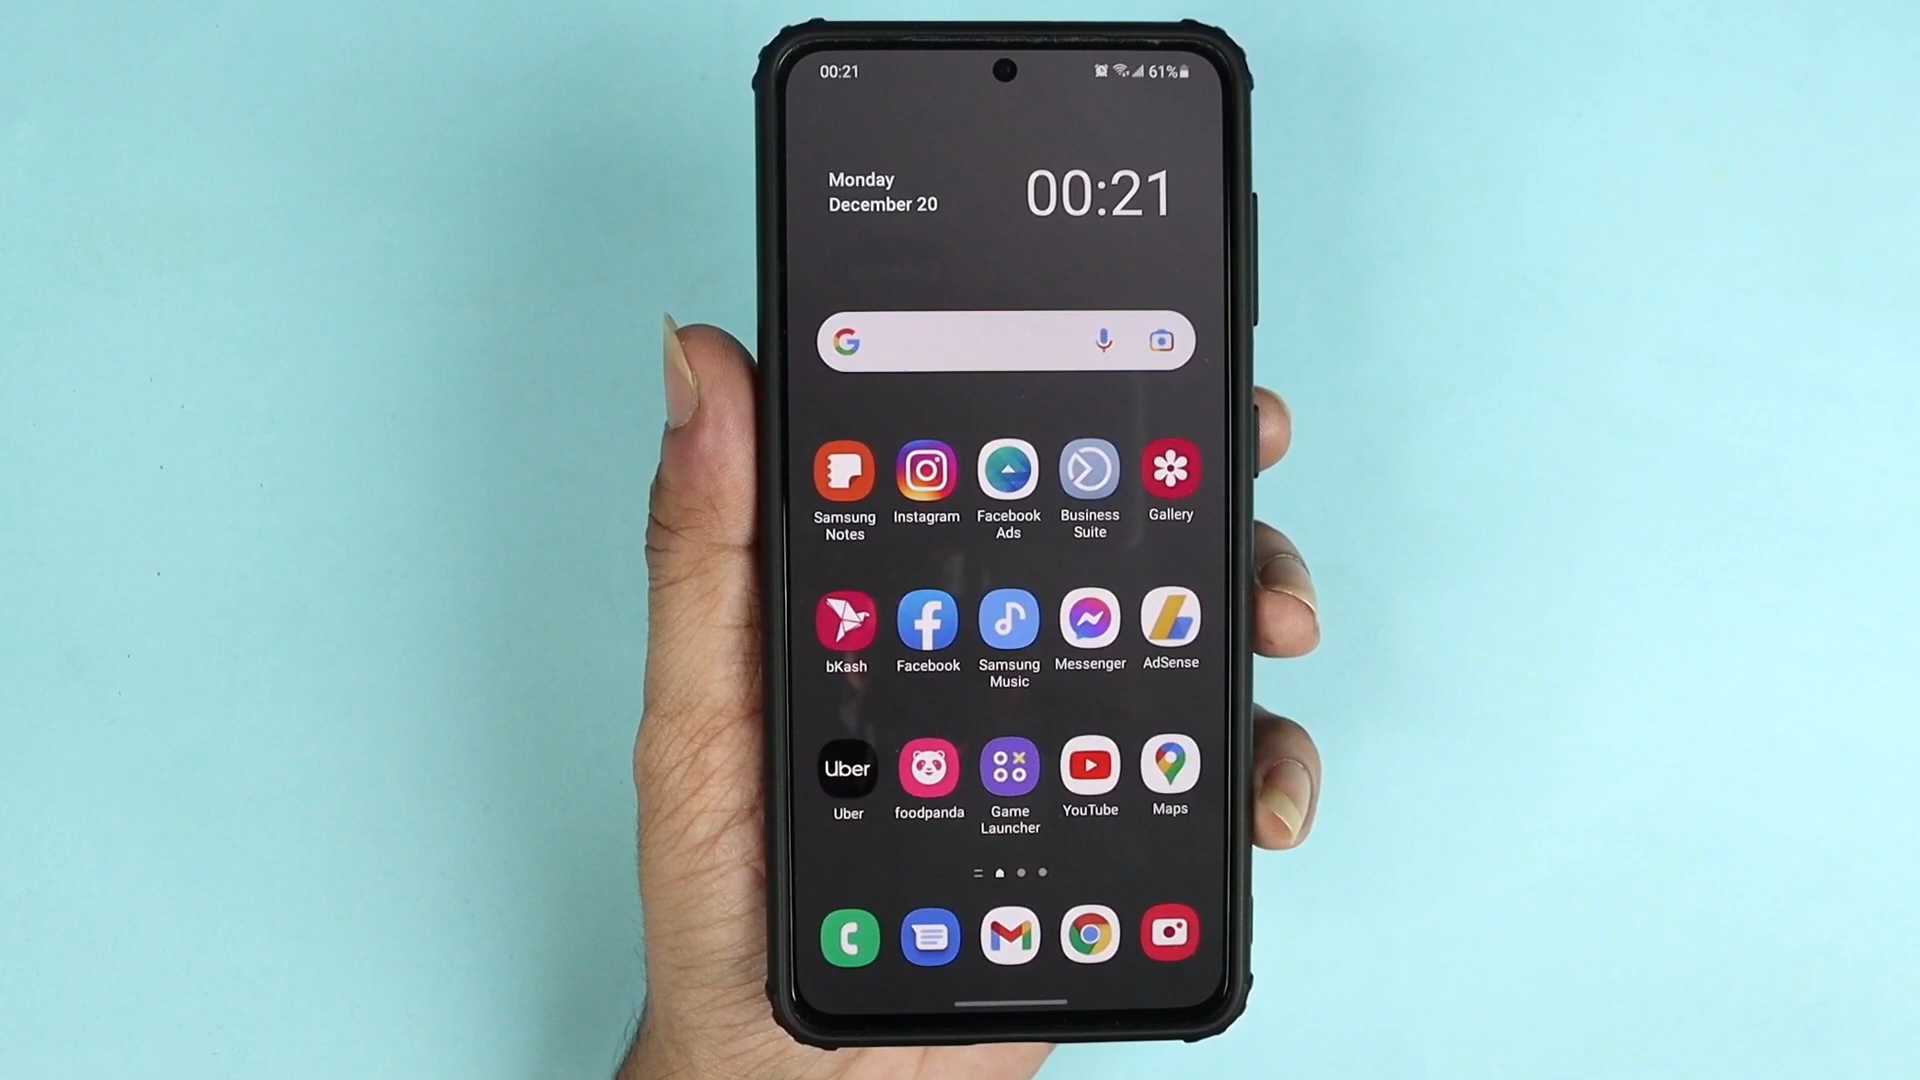 00:21
61%
Monday
December 20
00:21
Samsung
Notes
Instagram
Facebook
Ads
Business
Suite
Gallery
bKash
Facebook
Samsung
Music
Messenger
AdSense
Uber
Uber
foodpanda
Game
Launcher
YouTube
Maps